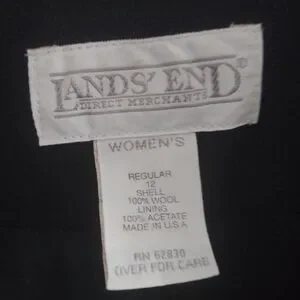 LANDS' END®
DIRECT MERCHANTS
WOMEN'S
REGULAR
12
SHELL
100% WOOL
LINING
100% ACETATE
MADE IN U.S.A
RN 62830
OVER FOR CARE